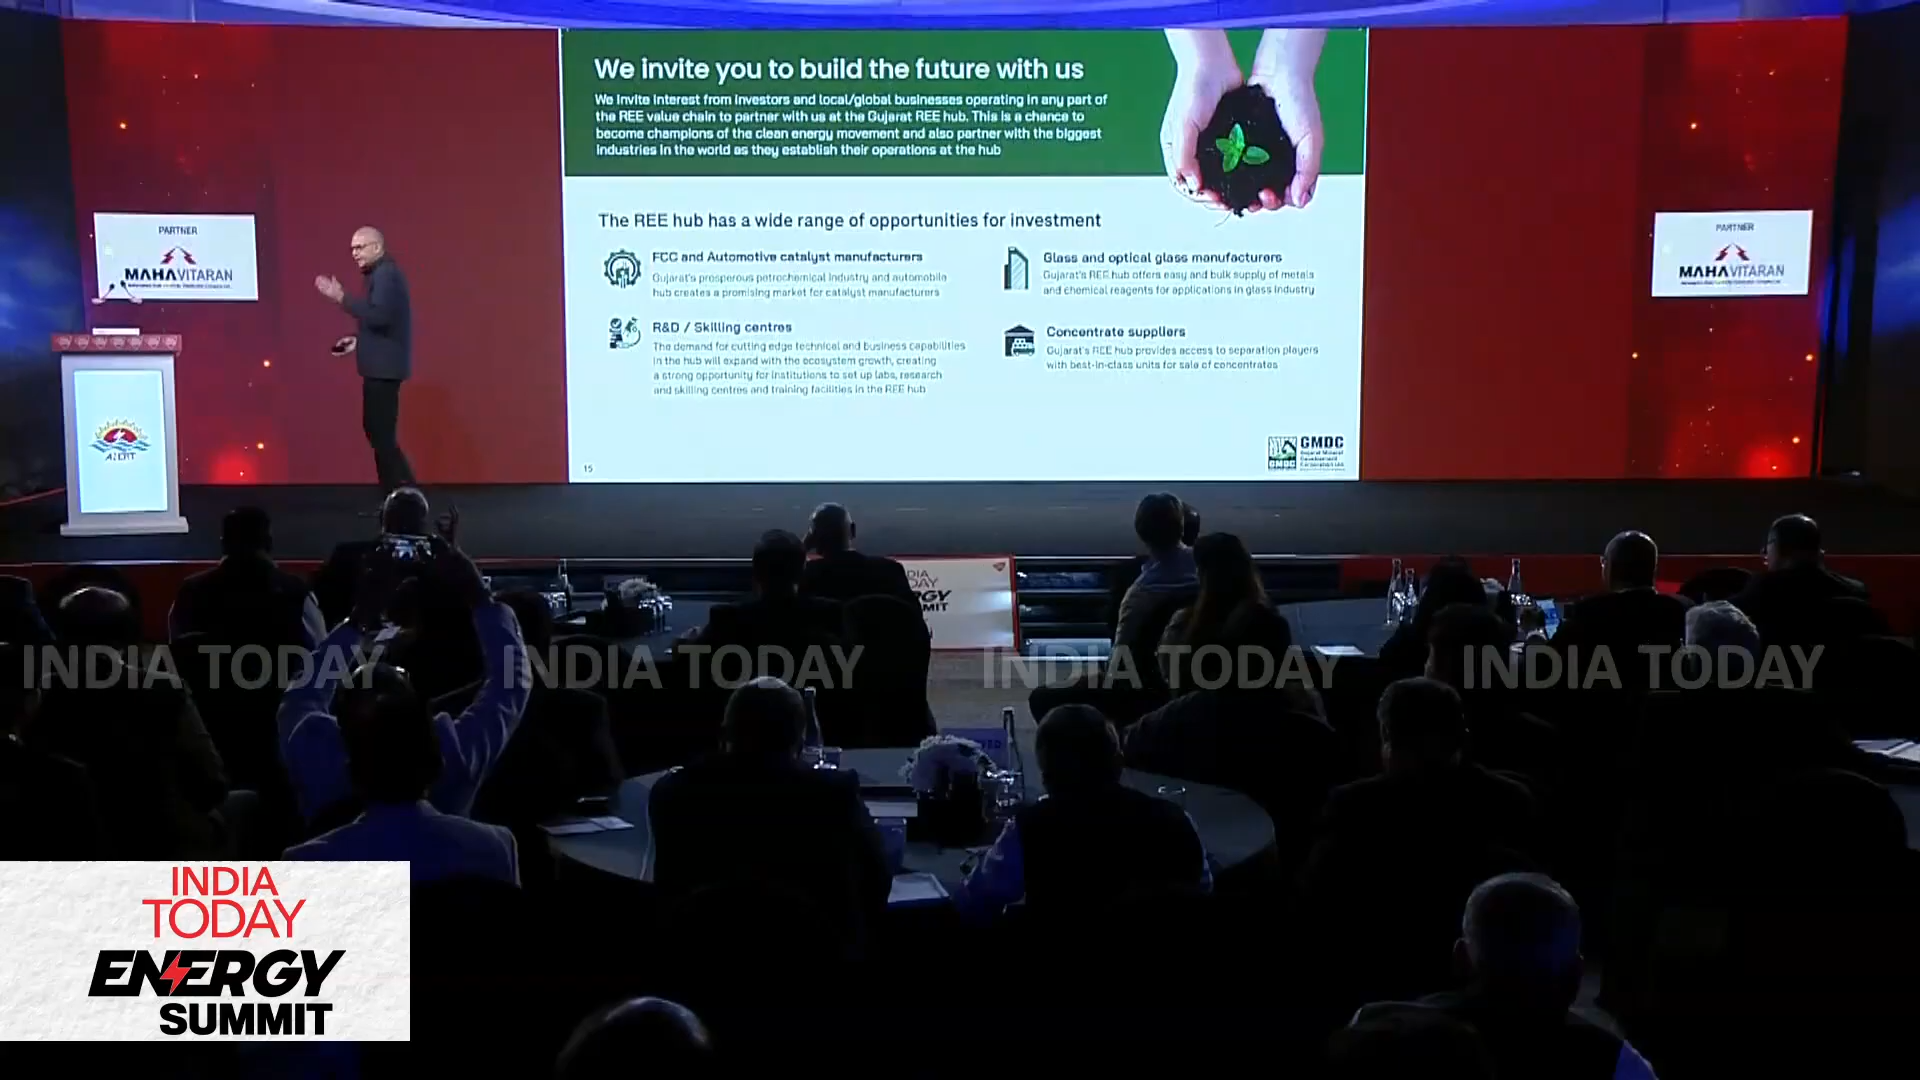 We invite you to build the future with us
We invite interest from investors and local/global businesses operating in any part of
the REE value chain to partner with us at the Gujarat REE hub. This is a chance to
become champions of the clean energy movement and also partner with the biggest
industries in the world as they establish their operations at the hub
The REE hub has a wide range of opportunities for investment
FCC and Automotive catalyst manufacturers
Gujarat's prosperous petrochemical industry and automobile
hub creates a promising market for catalyst manufacturers
R&D / Skilling centres
The demand for cutting edge technical and business capabilities
in the hub will expand with the ecosystem growth, creating
a strong opportunity for institutions to set up labs, research
and skilling centres and training facilities in the REE hub
Glass and optical glass manufacturers
Gujarat's REE hub offers easy and bulk supply of metals
and chemical reagents for applications in glass industry
Concentrate suppliers
Gujarat's REE hub provides access to separation players
with best-in-class units for sale of concentrates
15
GMDC
Gujarat Mineral
Development
Corporation Ltd
GMDC
PARTNER
MAHAVITARAN
PARTNER
MAHAVITARAN
INDIA TODAY INDIA TODAY INDIA TODAY INDIA TODAY
INDIA
TODAY
ENERGY
SUMMIT